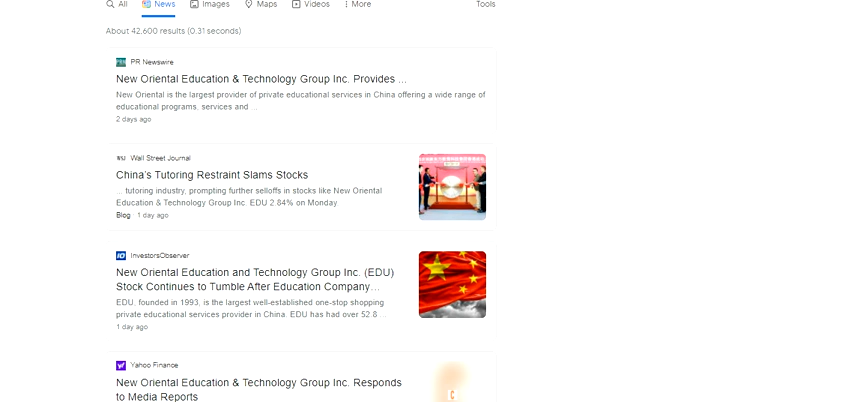 All News Images Maps Videos More Tools
About 42,600 results (0.31 seconds)
PR Newswire
New Oriental Education & Technology Group Inc. Provides ...
New Oriental is the largest provider of private educational services in China offering a wide range of
educational programs, services and ...
2 days ago
WSJ Wall Street Journal
China's Tutoring Restraint Slams Stocks
... tutoring industry, prompting further selloffs in stocks like New Oriental
Education & Technology Group Inc. EDU 2.84% on Monday
Blog · 1 day ago
IO InvestorsObserver
New Oriental Education and Technology Group Inc. (EDU)
Stock Continues to Tumble After Education Company...
EDU, founded in 1993, is the largest well-established one-stop shopping
private educational services provider in China. EDU has had over 52.8 ...
1 day ago
Yahoo Finance
New Oriental Education & Technology Group Inc. Responds
to Media Reports